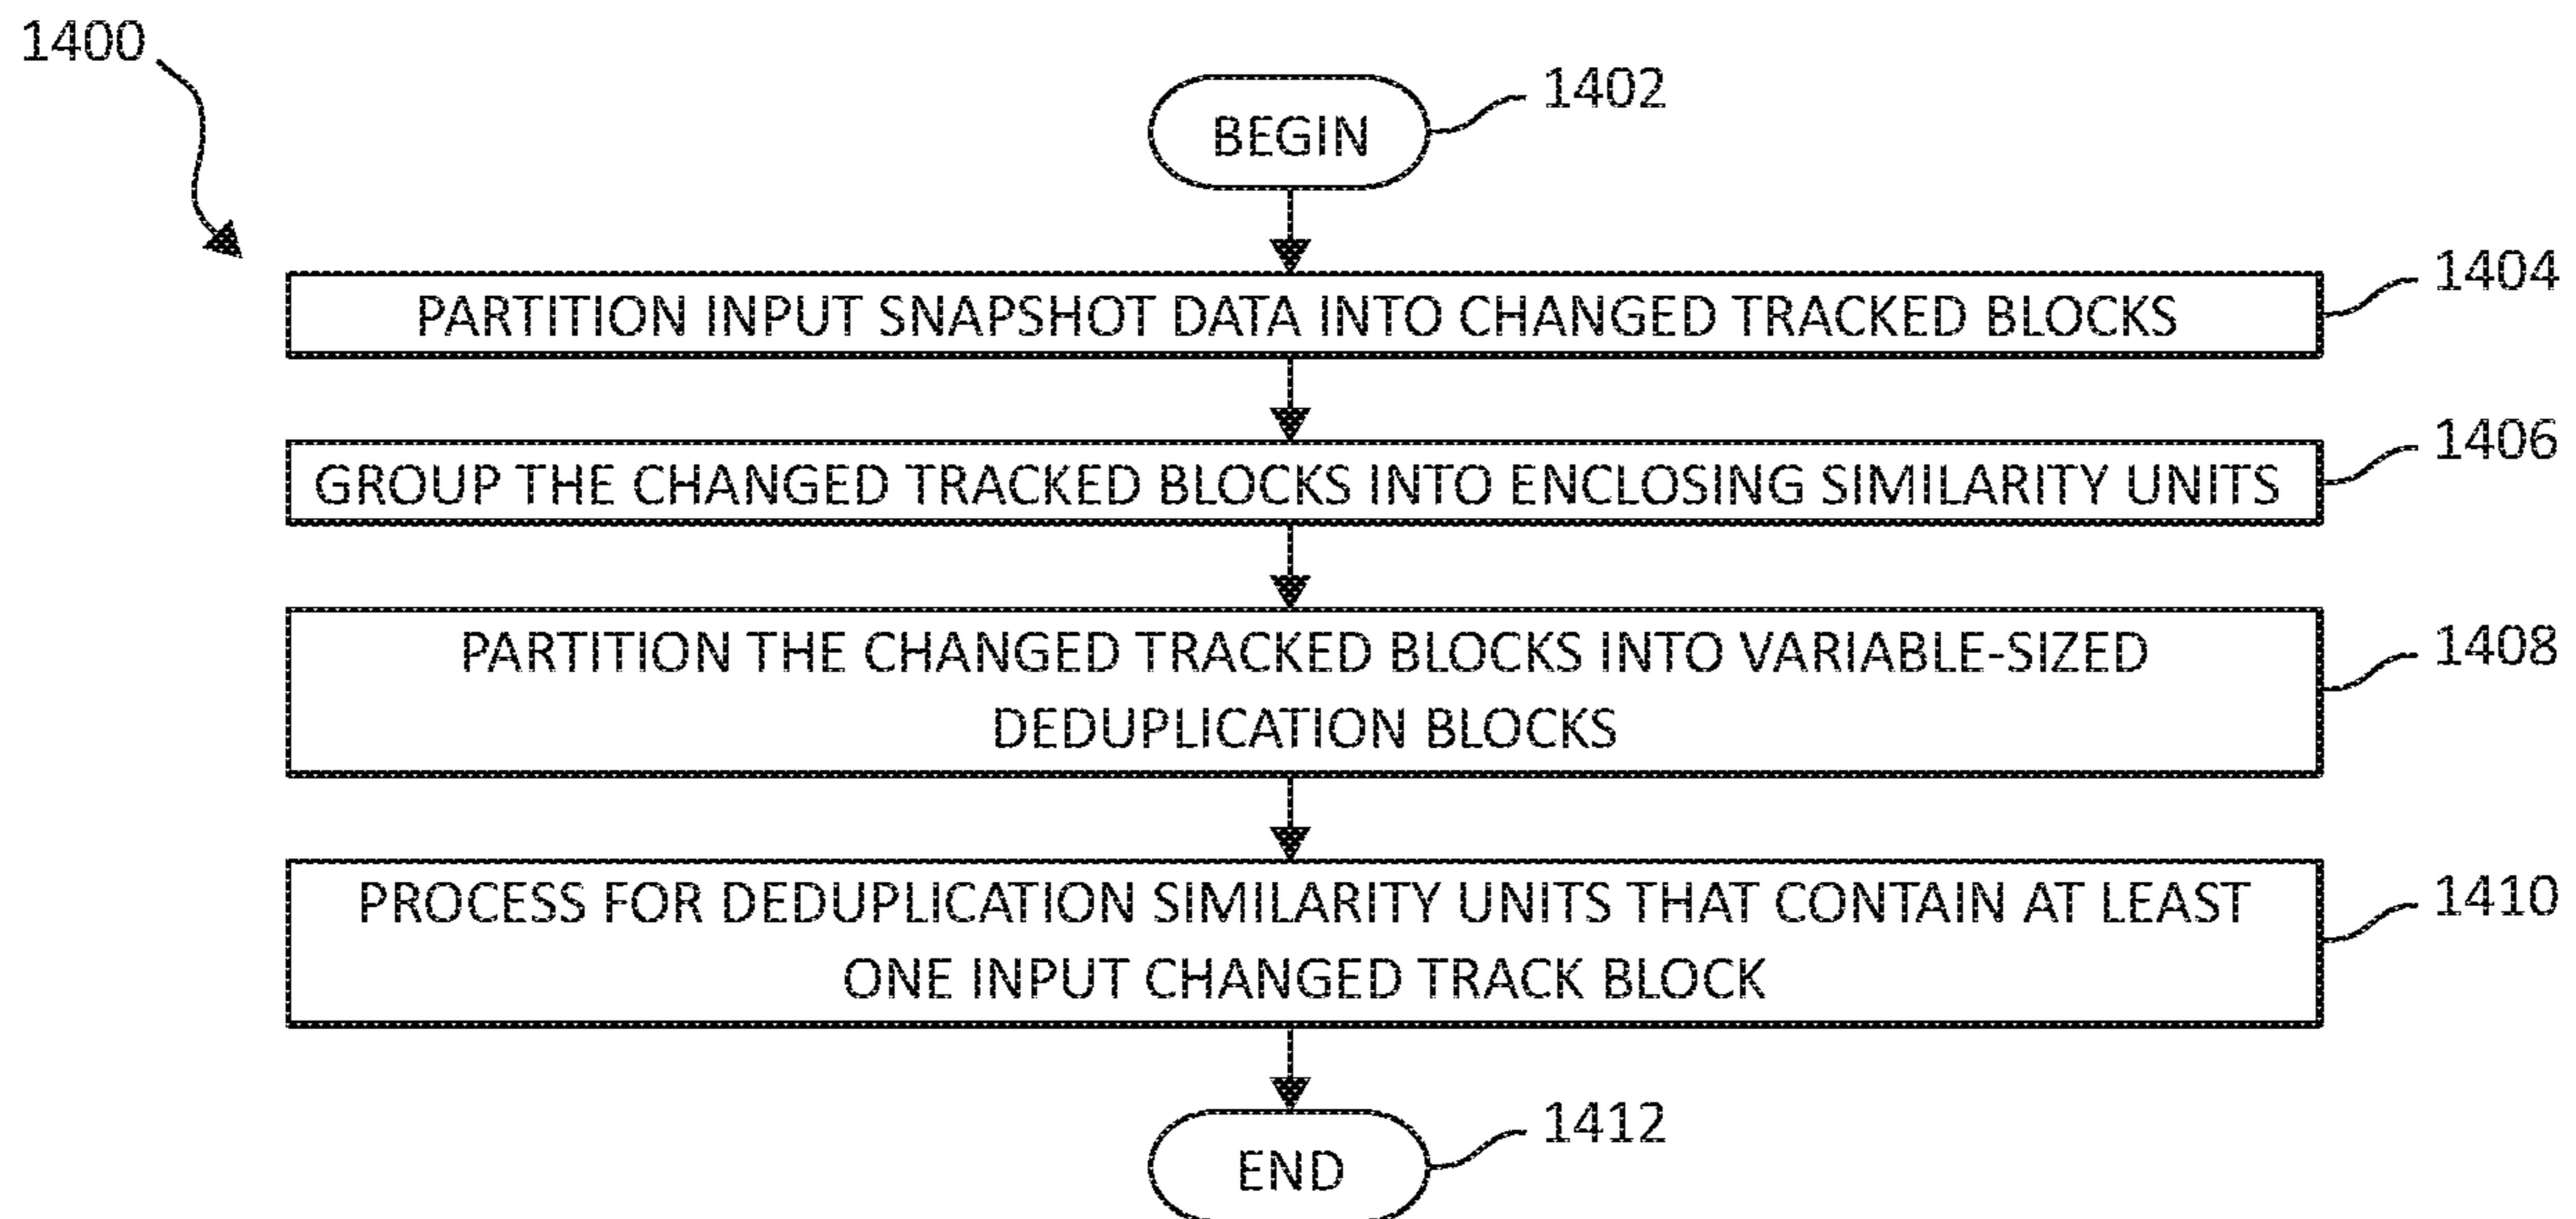 1400
BEGIN
1402
PARTITION INPUT SNAPSHOT DATA INTO CHANGED TRACKED BLOCKS
1404
GROUP THE CHANGED TRACKED BLOCKS INTO ENCLOSING SIMILARITY UNITS
1406
PARTITION THE CHANGED TRACKED BLOCKS INTO VARIABLE-SIZED
DEDUPLICATION BLOCKS
1408
PROCESS FOR DEDUPLICATION SIMILARITY UNITS THAT CONTAIN AT LEAST
ONE INPUT CHANGED TRACK BLOCK
1410
END
1412